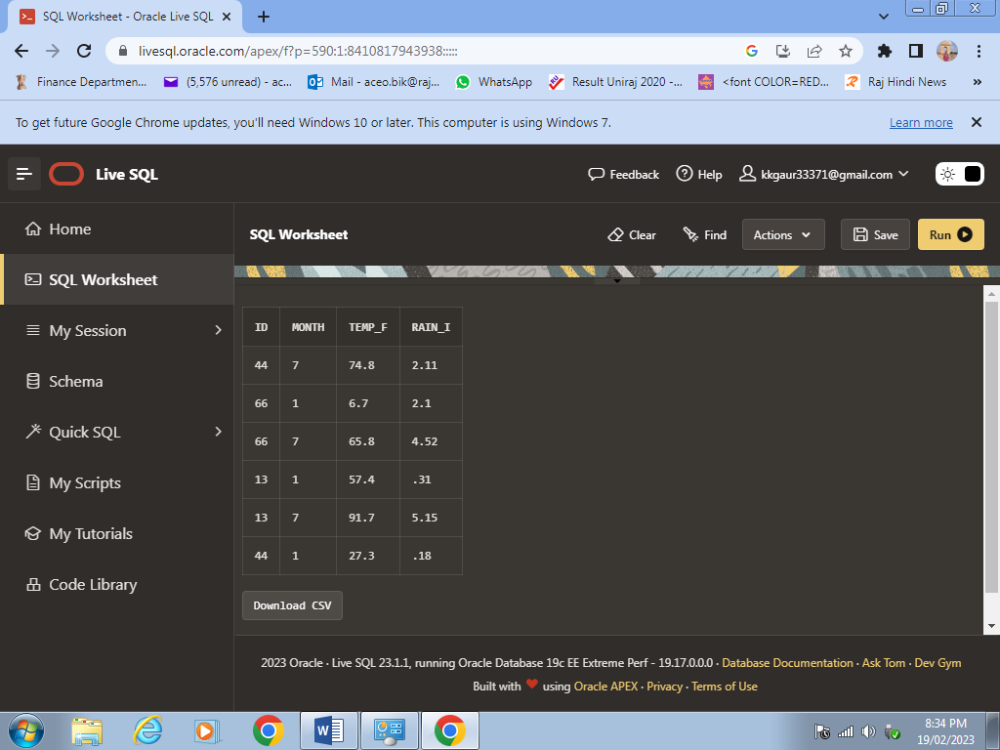 SQL Worksheet - Oracle Live SQL
livesql.oracle.com/apex/f?p=590:1:8410817943938:::::
Finance Departmen... (5,576 unread) - ac... Mail - aceo.bik@raj... WhatsApp Result Uniraj 2020 -... <font COLOR=RED... Raj Hindi News »
To get future Google Chrome updates, you'll need Windows 10 or later. This computer is using Windows 7. Learn more
Live SQL Feedback Help kkgaur33371@gmail.com
Home
SQL Worksheet
My Session
Schema
Quick SQL
My Scripts
My Tutorials
Code Library
SQL Worksheet Clear Find Actions Save Run
ID MONTH TEMP_F RAIN_I
44 7 74.8 2.11
66 1 6.7 2.1
66 7 65.8 4.52
13 1 57.4 .31
13 7 91.7 5.15
44 1 27.3 .18
Download CSV
2023 Oracle · Live SQL 23.1.1, running Oracle Database 19c EE Extreme Perf - 19.17.0.0.0 · Database Documentation · Ask Tom · Dev Gym
Built with ❤ using Oracle APEX · Privacy · Terms of Use
8:34 PM
19/02/2023